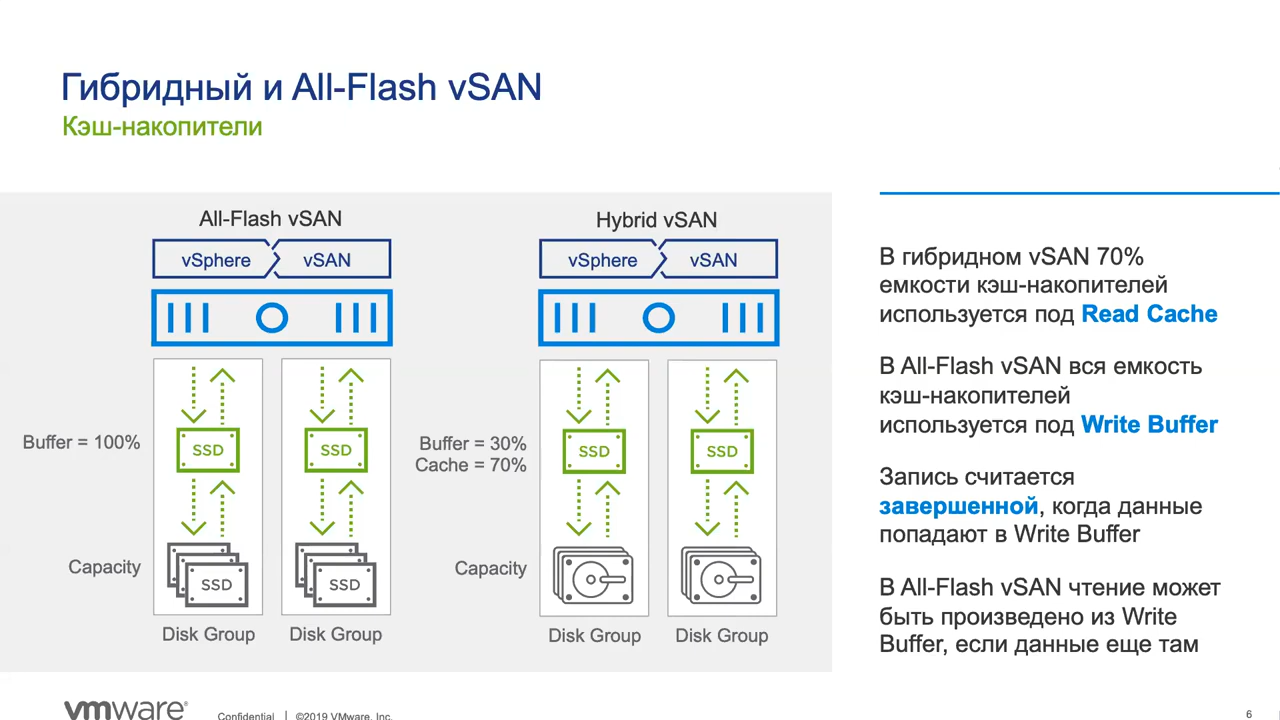 Гибридный и All-Flash vSAN
Кэш-накопители
All-Flash vSAN
vSphere
vSAN
Buffer = 100%
SSD
SSD
Capacity
SSD
SSD
Disk Group
Disk Group
Hybrid vSAN
vSphere
vSAN
Buffer = 30%
Cache = 70%
SSD
SSD
Capacity
Disk Group
Disk Group
В гибридном vSAN 70%
емкости кэш-накопителей
используется под Read Cache
В All-Flash vSAN вся емкость
кэш-накопителей
используется под Write Buffer
Запись считается
завершенной, когда данные
попадают в Write Buffer
В All-Flash vSAN чтение может
быть произведено из Write
Buffer, если данные еще там
vmware®
Confidential | ©2019 VMware, Inc.
6